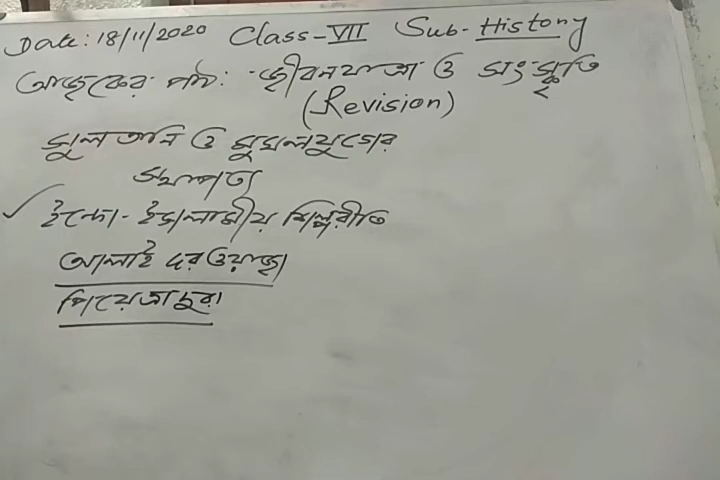 Date: 18/11/2020 Class-VII Sub-History
আজকের পাঠ: জীবনযাত্রা ও সংস্কৃতি
(Revision)
সুলতানি ও মুঘলযুগের
স্থাপত্য
✓ ইন্দো-ইসলামীয় শিল্পরীতি
আলাই দরওয়াজা
পিয়েত্রাদুরা